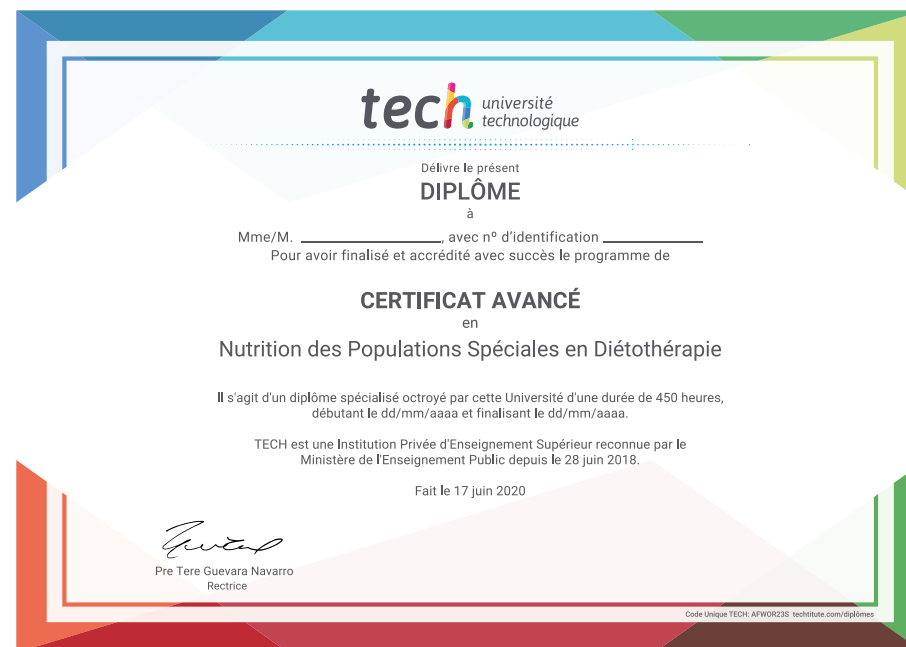 tech université
technologique
Délivre le présent
DIPLÔME
à
Mme/M. ____________________, avec nº d'identification ______________
Pour avoir finalisé et accrédité avec succès le programme de
CERTIFICAT AVANCÉ
en
Nutrition des Populations Spéciales en Diétothérapie
Il s'agit d'un diplôme spécialisé octroyé par cette Université d'une durée de 450 heures,
débutant le dd/mm/aaaa et finalisant le dd/mm/aaaa.
TECH est une Institution Privée d'Enseignement Supérieur reconnue par le
Ministère de l'Enseignement Public depuis le 28 juin 2018.
Fait le 17 juin 2020
Pre Tere Guevara Navarro
Rectrice
Code Unique TECH: AFWOR23S techtitute.com/diplômes